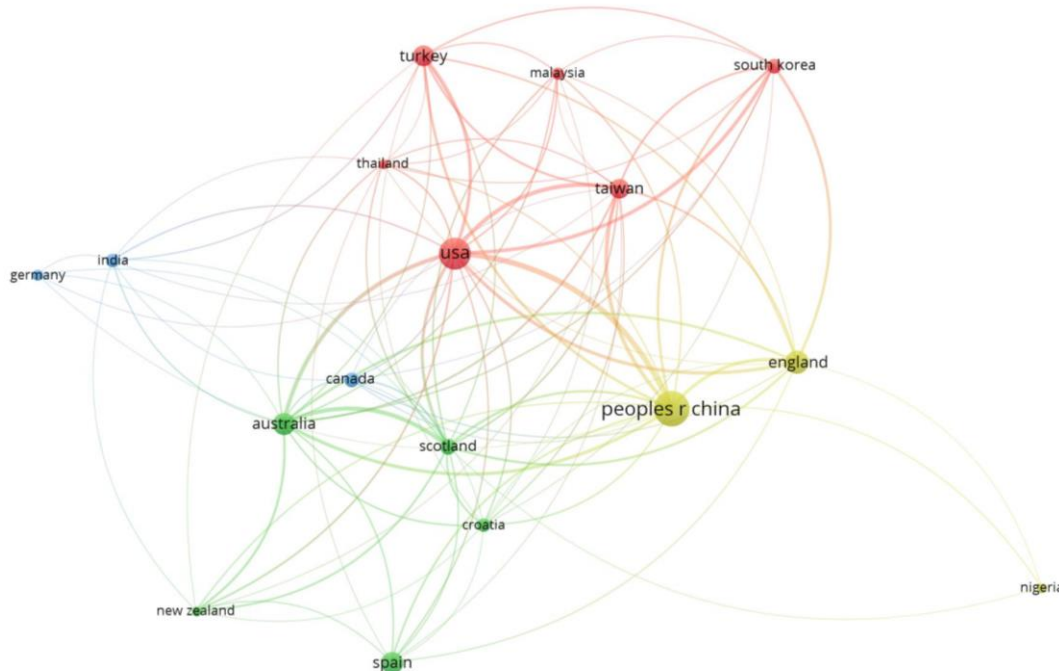 turkey
south korea
malaysia
thailand
taiwan
usa
india
germany
england
canada
peoples r china
australia
scotland
croatia
nigeria
new zealand
spain